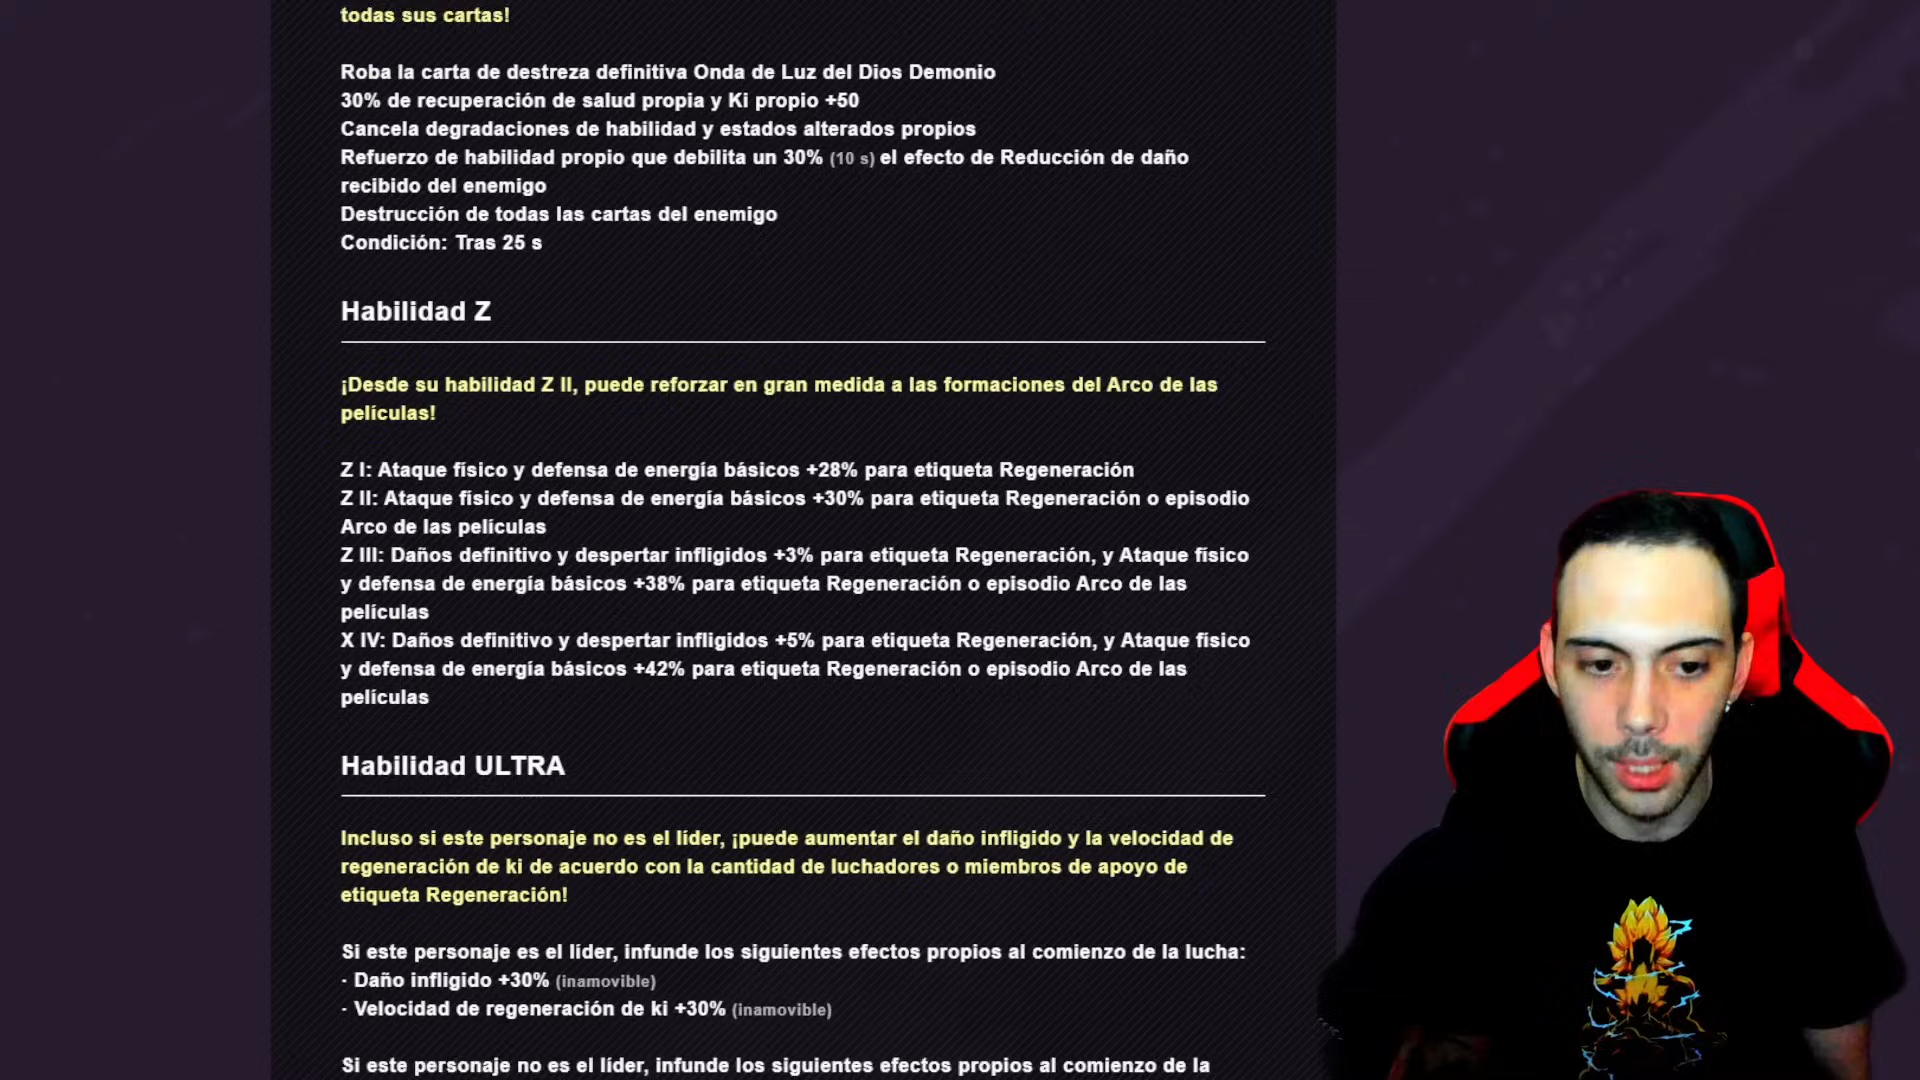 todas sus cartas!
Roba la carta de destreza definitiva Onda de Luz del Dios Demonio
30% de recuperación de salud propia y Ki propio +50
Cancela degradaciones de habilidad y estados alterados propios
Refuerzo de habilidad propio que debilita un 30% (10 s) el efecto de Reducción de daño
recibido del enemigo
Destrucción de todas las cartas del enemigo
Condición: Tras 25 s
Habilidad Z
¡Desde su habilidad Z II, puede reforzar en gran medida a las formaciones del Arco de las
películas!
Z I: Ataque físico y defensa de energía básicos +28% para etiqueta Regeneración
Z II: Ataque físico y defensa de energía básicos +30% para etiqueta Regeneración o episodio
Arco de las películas
Z III: Daños definitivo y despertar infligidos +3% para etiqueta Regeneración, y Ataque físico
y defensa de energía básicos +38% para etiqueta Regeneración o episodio Arco de las
películas
X IV: Daños definitivo y despertar infligidos +5% para etiqueta Regeneración, y Ataque físico
y defensa de energía básicos +42% para etiqueta Regeneración o episodio Arco de las
películas
Habilidad ULTRA
Incluso si este personaje no es el líder, ¡puede aumentar el daño infligido y la velocidad de
regeneración de ki de acuerdo con la cantidad de luchadores o miembros de apoyo de
etiqueta Regeneración!
Si este personaje es el líder, infunde los siguientes efectos propios al comienzo de la lucha:
· Daño infligido +30% (inamovible)
· Velocidad de regeneración de ki +30% (inamovible)
Si este personaje no es el líder, infunde los siguientes efectos propios al comienzo de la